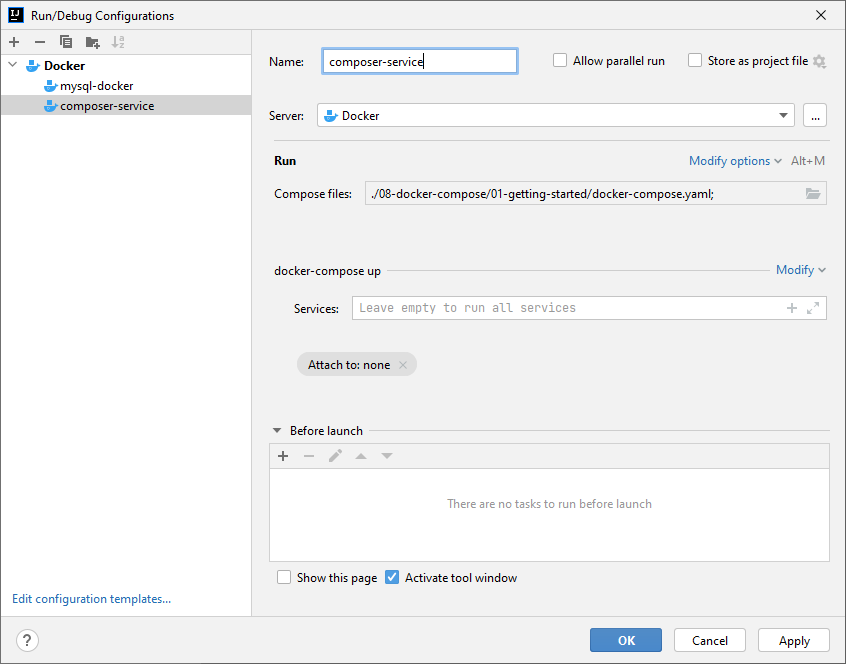 Run/Debug Configurations
Docker
mysql-docker
composer-service
Edit configuration templates...
Name: composer-service
Allow parallel run
Store as project file
Server: Docker
...
Run
Modify options
Alt+M
Compose files: ./08-docker-compose/01-getting-started/docker-compose.yaml;
docker-compose up
Modify
Services: Leave empty to run all services
Attach to: none
Before launch
There are no tasks to run before launch
Show this page
Activate tool window
?
OK
Cancel
Apply